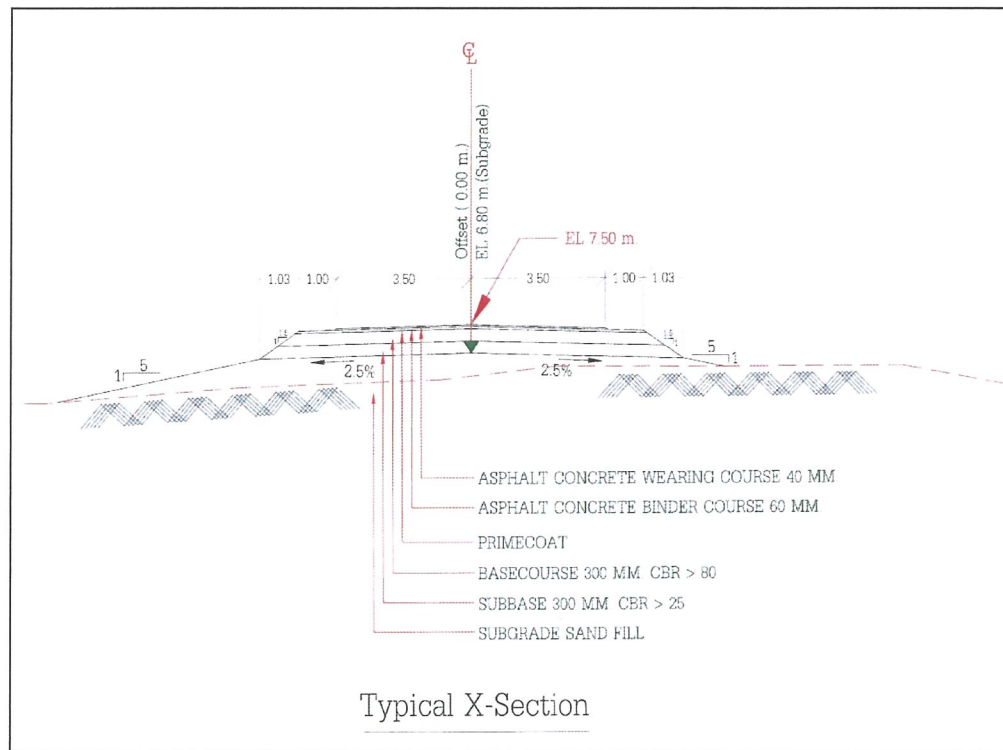 CL
Offset ( 0.00 m.)
EL 6.80 m.(Subgrade)
EL 7.50 m
1.03 1.00 3.50 3.50 1.00 1.03
5
1
5
1
2.5% 2.5%
ASPHALT CONCRETE WEARING COURSE 40 MM
ASPHALT CONCRETE BINDER COURSE 60 MM
PRIMECOAT
BASECOURSE 300 MM CBR > 80
SUBBASE 300 MM CBR > 25
SUBGRADE SAND FILL
Typical X-Section